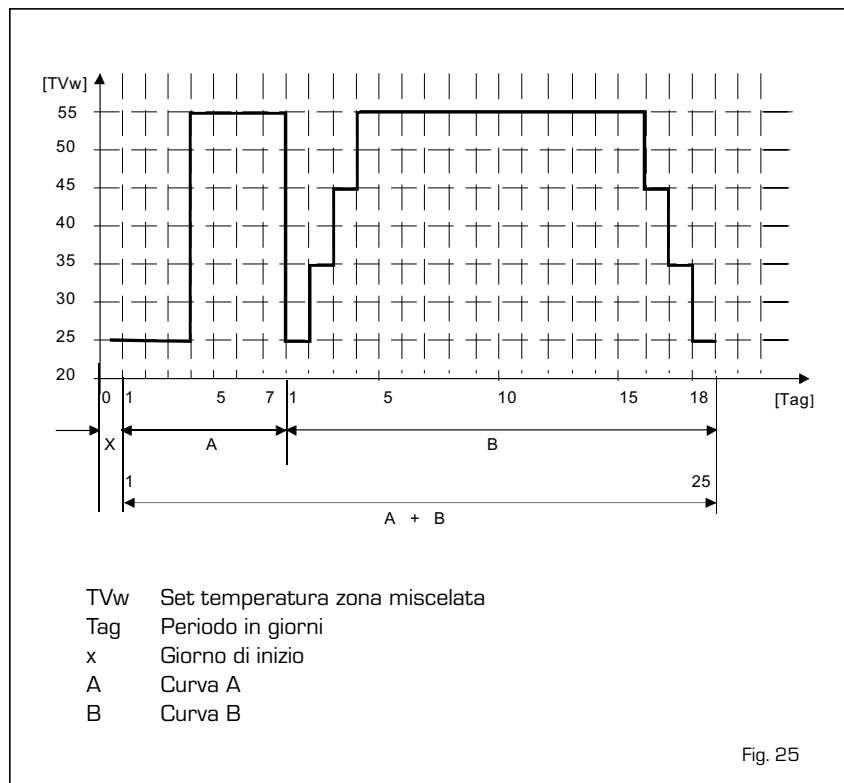 [TVw]
55
50
45
40
35
30
25
20
0 1 5 7 1 5 10 15 18 [Tag]
X A B
1 25
A + B
TVw Set temperatura zona miscelata
Tag Periodo in giorni
x Giorno di inizio
A Curva A
B Curva B
Fig. 25